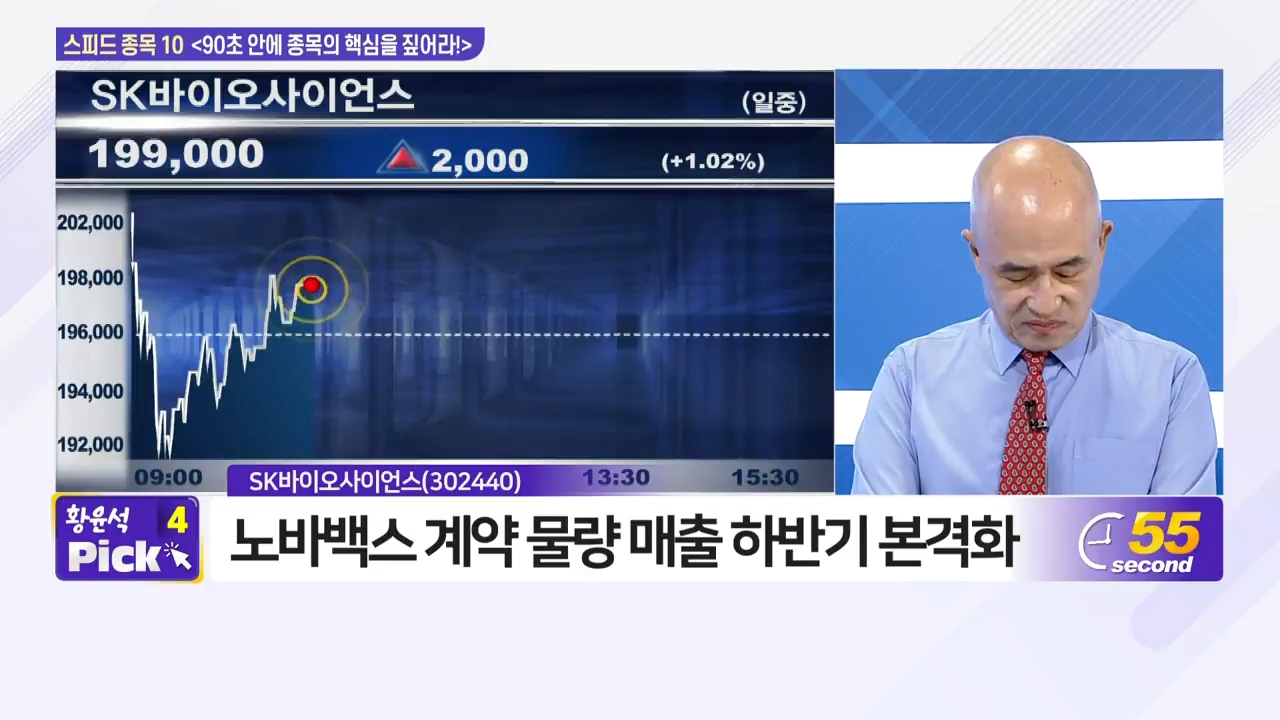 스피드 종목 10 <90초 안에 종목의 핵심을 짚어라!>
SK바이오사이언스
(일중)
199,000
2,000
(+1.02%)
202,000
198,000
196,000
194,000
192,000
09:00
13:30
15:30
SK바이오사이언스(302440)
황윤석 4
Pick
노바백스 계약 물량 매출 하반기 본격화
55
second